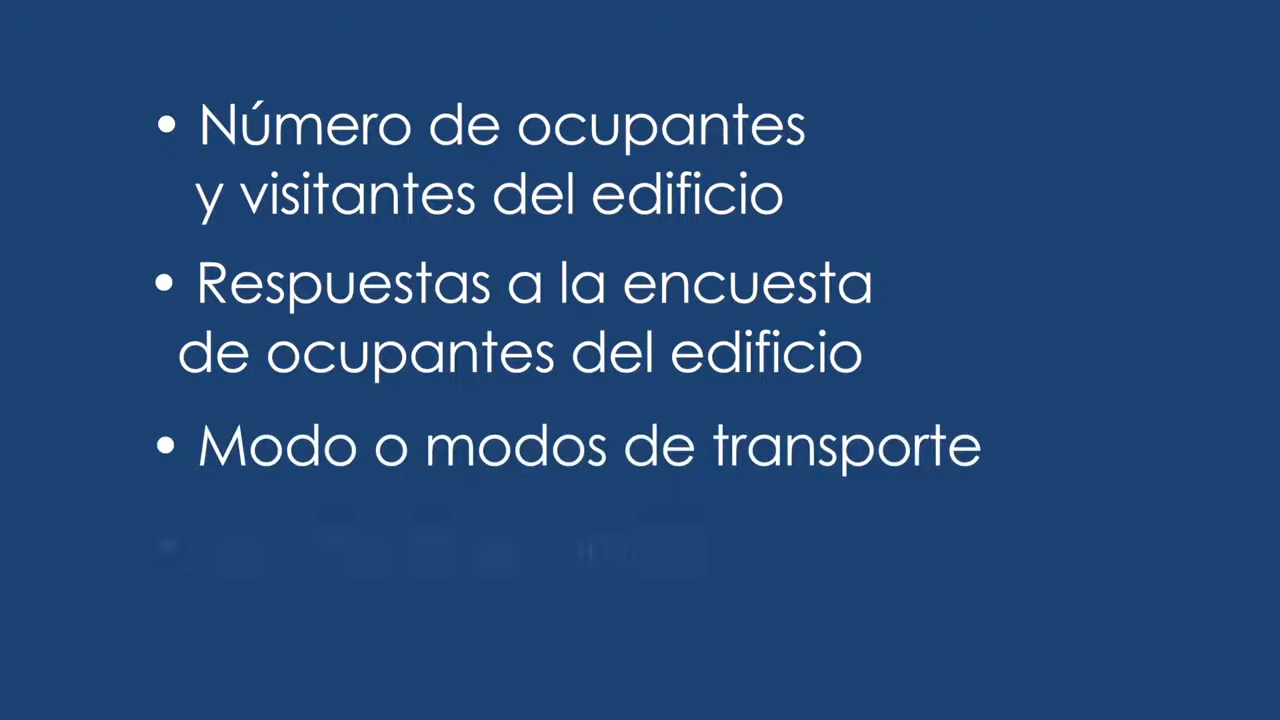 • Número de ocupantes
y visitantes del edificio
• Respuestas a la encuesta
de ocupantes del edificio
• Modo o modos de transporte